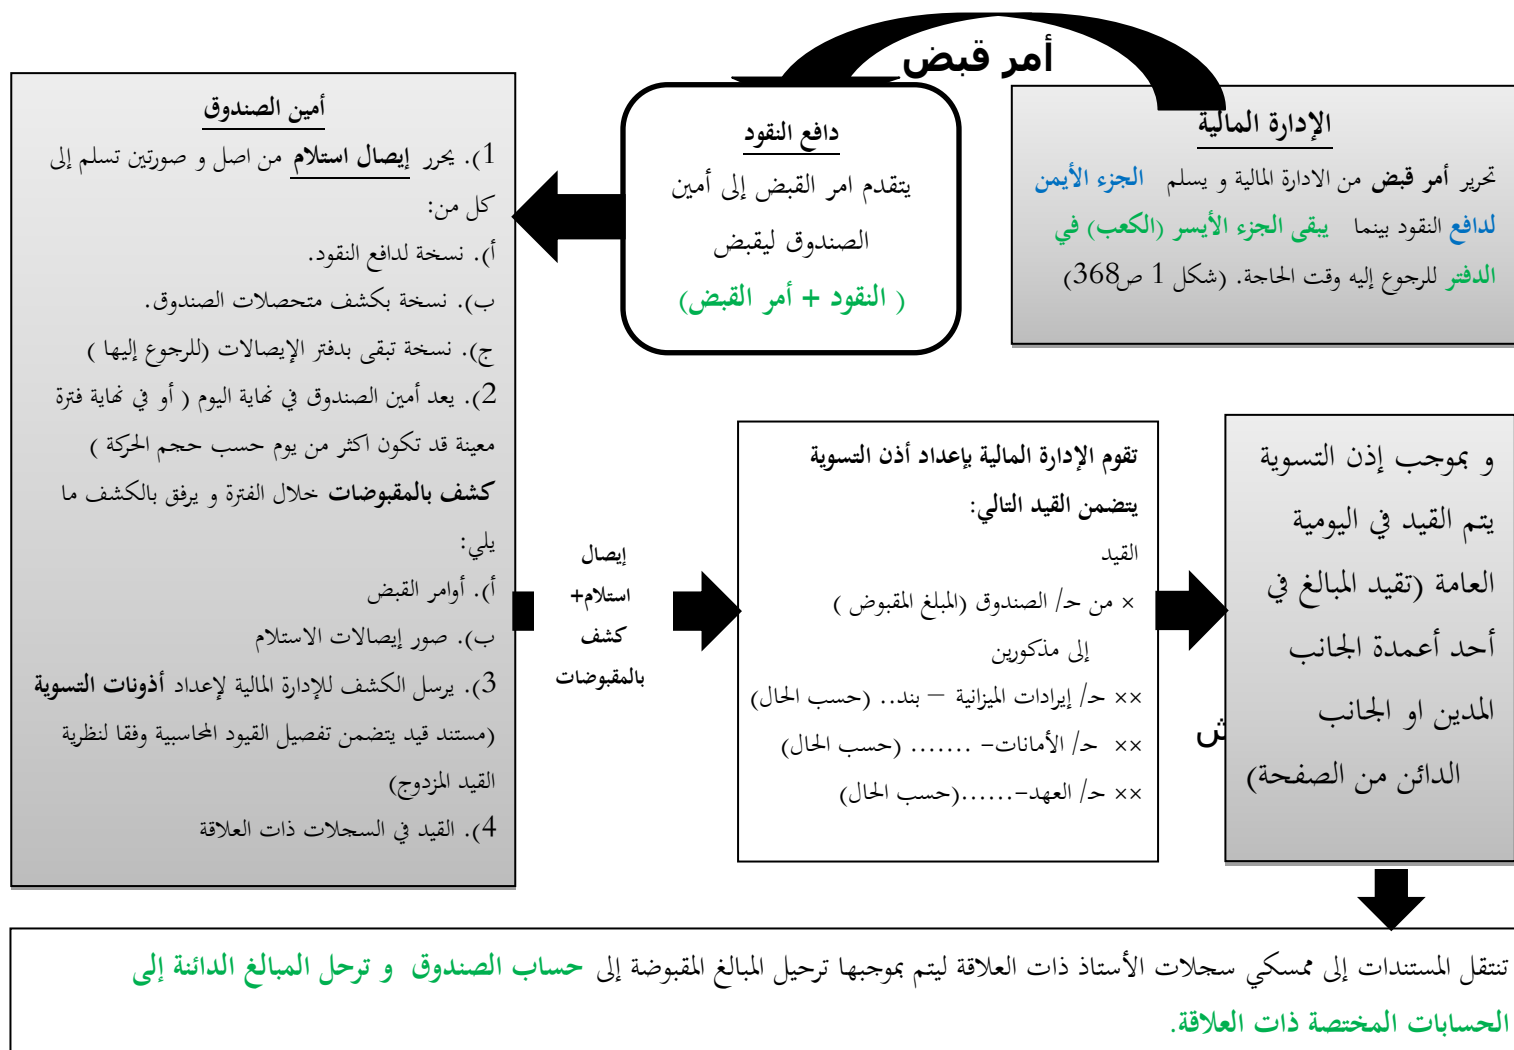 أمر قبض
الإدارة المالية
تحرير أمر قبض من الادارة المالية و يسلم الجزء الأيمن
لدافع النقود بينما يبقى الجزء الأيسر (الكعب) في
الدفتر للرجوع إليه وقت الحاجة. (شكل 1 ص368)
دافع النقود
يتقدم امر القبض إلى أمين
الصندوق ليقبض
( النقود + أمر القبض)
أمين الصندوق
1). يحرر إيصال استلام من اصل و صورتين تسلم إلى
كل من:
أ). نسخة لدافع النقود.
ب). نسخة بكشف متحصلات الصندوق.
ج). نسخة تبقى بدفتر الإيصالات (للرجوع إليها )
2). يعد أمين الصندوق في نهاية اليوم ( أو في نهاية فترة
معينة قد تكون اكثر من يوم حسب حجم الحركة )
كشف بالمقبوضات خلال الفترة و يرفق بالكشف ما
يلي:
أ). أوامر القبض
ب). صور إيصالات الاستلام
3). يرسل الكشف للإدارة المالية لإعداد أذونات التسوية
(مستند قيد يتضمن تفصيل القيود المحاسبية وفقا لنظرية
القيد المزدوج)
4). القيد في السجلات ذات العلاقة
إيصال
استلام+
كشف
بالمقبوضات
تقوم الإدارة المالية بإعداد أذن التسوية
يتضمن القيد التالي:
القيد
× من حـ/ الصندوق (المبلغ المقبوض )
إلى مذكورين
×× حـ/ إيرادات الميزانية – بند.. (حسب الحال)
×× حـ/ الأمانات- ....... (حسب الحال)
×× حـ/ العهد-......(حسب الحال)
و بموجب إذن التسوية
يتم القيد في اليومية
العامة (تقيد المبالغ في
أحد أعمدة الجانب
المدين او الجانب
الدائن من الصفحة)
تنتقل المستندات إلى ممسكي سجلات الأستاذ ذات العلاقة ليتم بموجبها ترحيل المبالغ المقبوضة إلى حساب الصندوق و ترحل المبالغ الدائنة إلى
الحسابات المختصة ذات العلاقة.